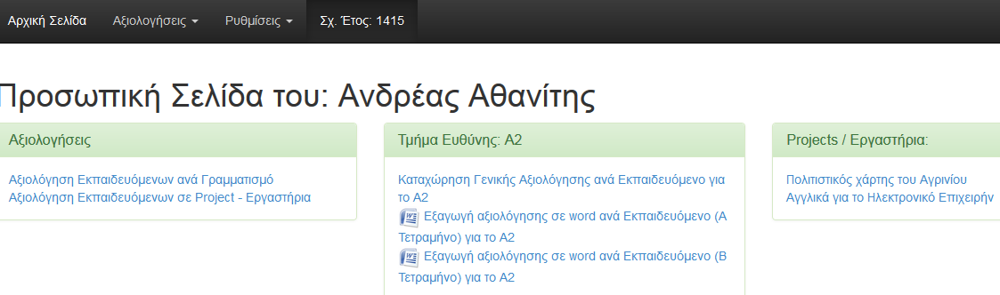 Αρχική Σελίδα Αξιολογήσεις Ρυθμίσεις Σχ. Έτος: 1415
Προσωπική Σελίδα του: Ανδρέας Αθανίτης
Αξιολογήσεις
Αξιολόγηση Εκπαιδευόμενων ανά Γραμματισμό
Αξιολόγηση Εκπαιδευόμενων σε Project - Εργαστήρια
Τμήμα Ευθύνης: Α2
Καταχώρηση Γενικής Αξιολόγησης ανά Εκπαιδευόμενο για
το Α2
Εξαγωγή αξιολόγησης σε word ανά Εκπαιδευόμενο (Α
Τετραμήνο) για το Α2
Εξαγωγή αξιολόγησης σε word ανά Εκπαιδευόμενο (Β
Τετραμήνο) για το Α2
Projects / Εργαστήρια:
Πολιτιστικός χάρτης του Αγρινίου
Αγγλικά για το Ηλεκτρονικό Επιχειρήν